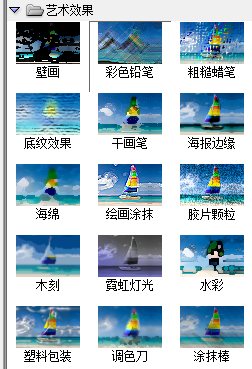 艺术效果
壁画 彩色铅笔 粗糙蜡笔
底纹效果 干画笔 海报边缘
海绵 绘画涂抹 胶片颗粒
木刻 霓虹灯光 水彩
塑料包装 调色刀 涂抹棒